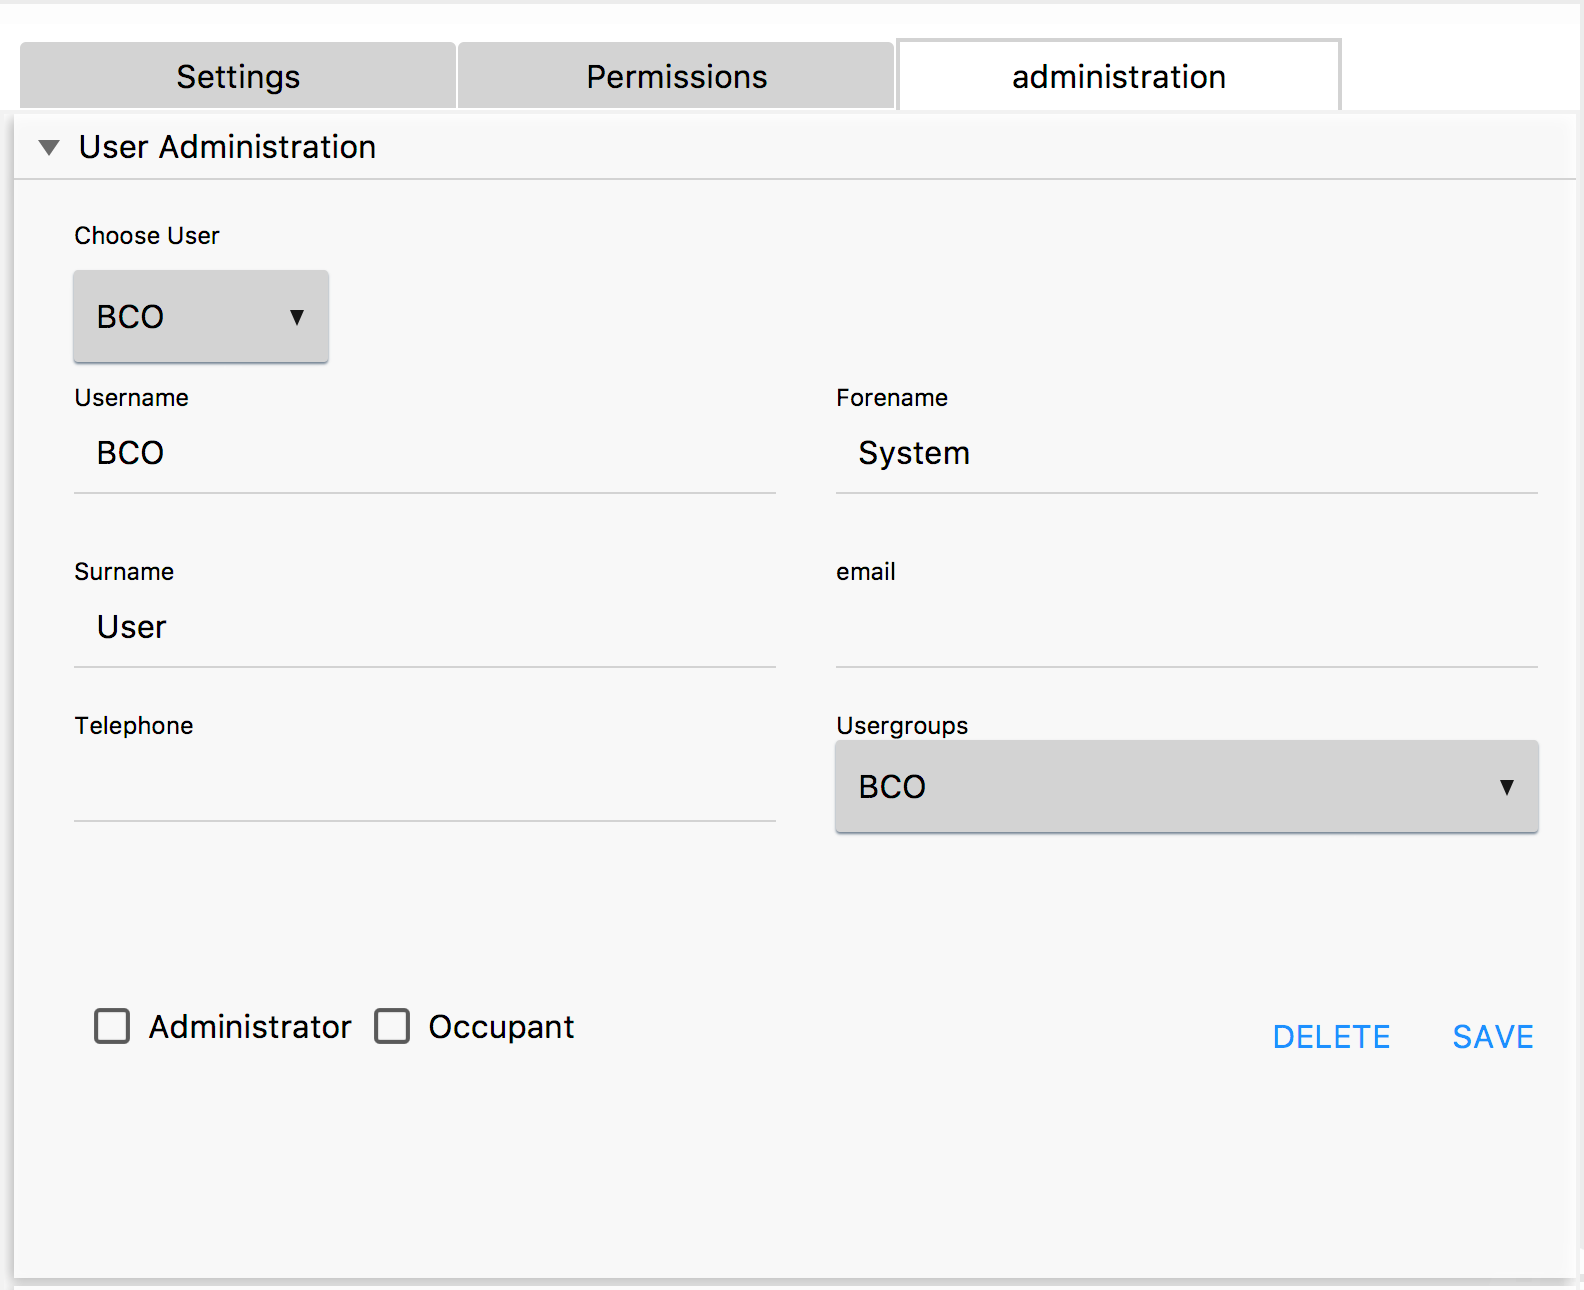 Settings Permissions administration
User Administration
Choose User
BCO
Username Forename
BCO System
Surname email
User
Telephone Usergroups
BCO
Administrator Occupant
DELETE SAVE